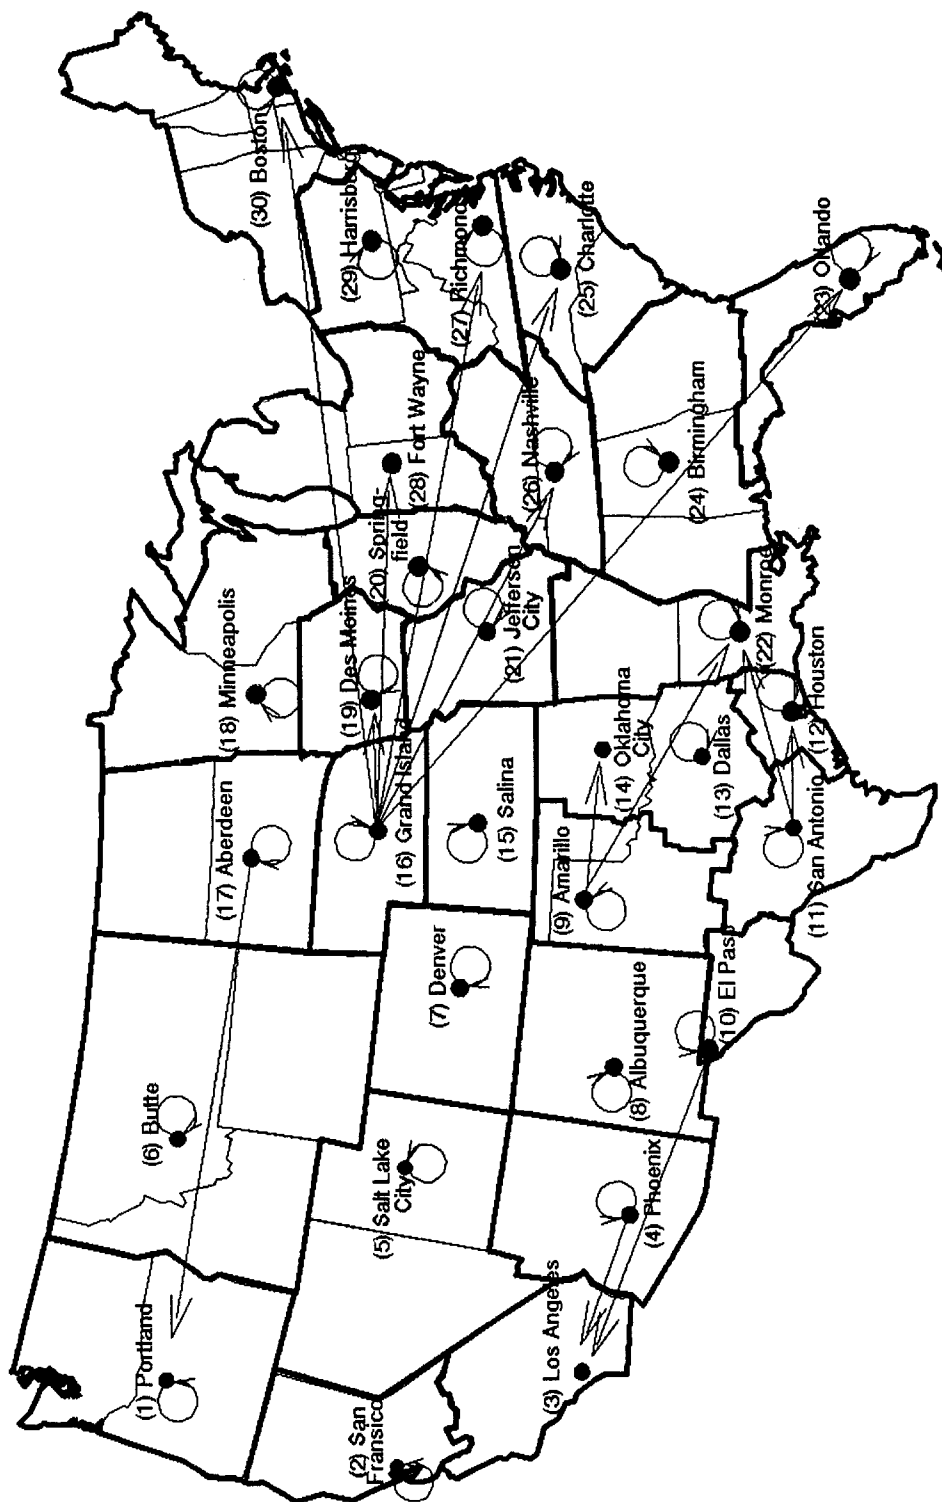 (1) Portland
(2) San
Fransico
(3) Los Angeles
(4) Phoenix
(5) Salt Lake
City
(6) Butte
(7) Denver
(8) Albuquerque
(9) Amarillo
(10) El Paso
(11) San Antonio
(12) Houston
(13) Dallas
(14) Oklahoma
City
(15) Salina
(16) Grand Island
(17) Aberdeen
(18) Minneapolis
(19) Des Moines
(20) Spring-
field
(21) Jefferson
City
(22) Monroe
(23) Orlando
(24) Birmingham
(25) Charlotte
(26) Nashville
(27) Richmond
(28) Fort Wayne
(29) Harrisburg
(30) Boston